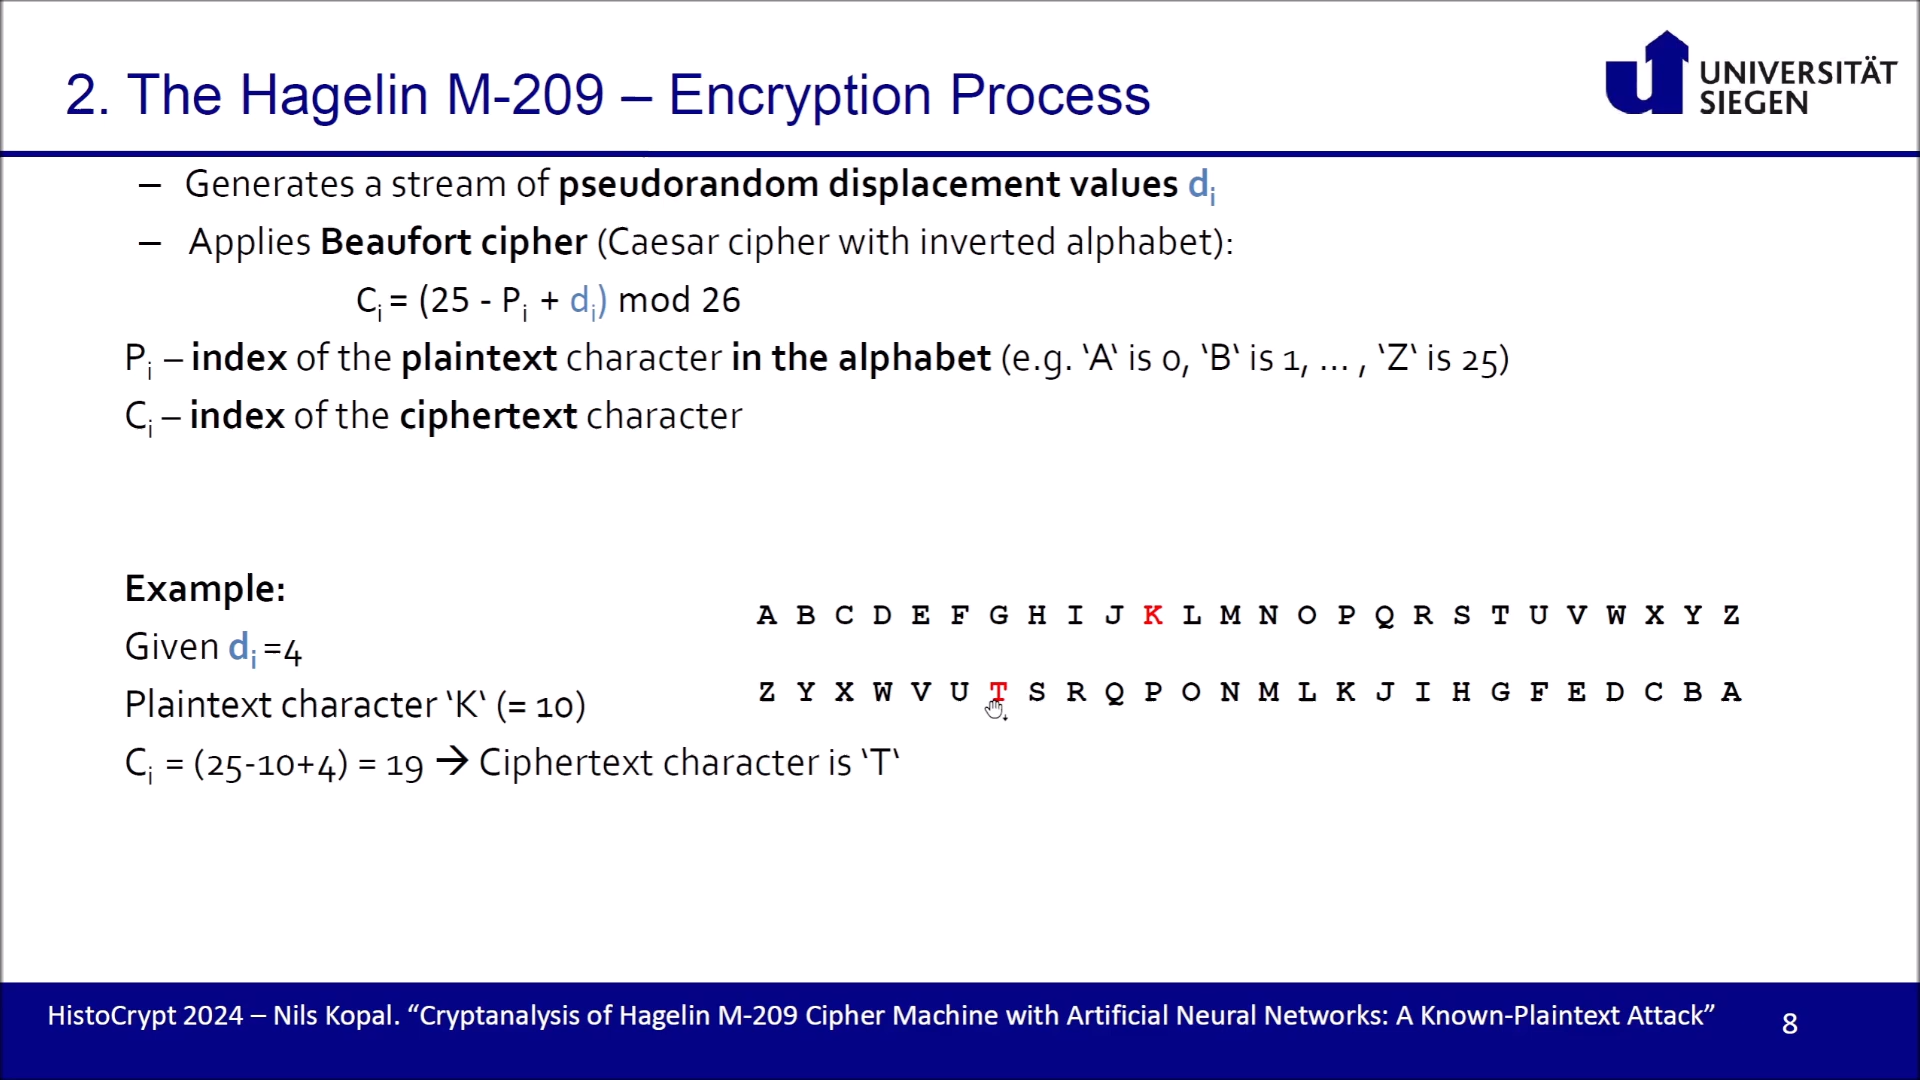 2. The Hagelin M-209 – Encryption Process
UNIVERSITÄT
SIEGEN
– Generates a stream of pseudorandom displacement values di
– Applies Beaufort cipher (Caesar cipher with inverted alphabet):
Ci = (25 - Pi + di) mod 26
Pi – index of the plaintext character in the alphabet (e.g. ‘A‘ is 0, ‘B‘ is 1, ... , ‘Z‘ is 25)
Ci – index of the ciphertext character
Example:
A B C D E F G H I J K L M N O P Q R S T U V W X Y Z
Given di =4
Plaintext character ‘K‘ (= 10)
Z Y X W V U T S R Q P O N M L K J I H G F E D C B A
Ci = (25-10+4) = 19 → Ciphertext character is ‘T‘
HistoCrypt 2024 – Nils Kopal. “Cryptanalysis of Hagelin M-209 Cipher Machine with Artificial Neural Networks: A Known-Plaintext Attack”
8